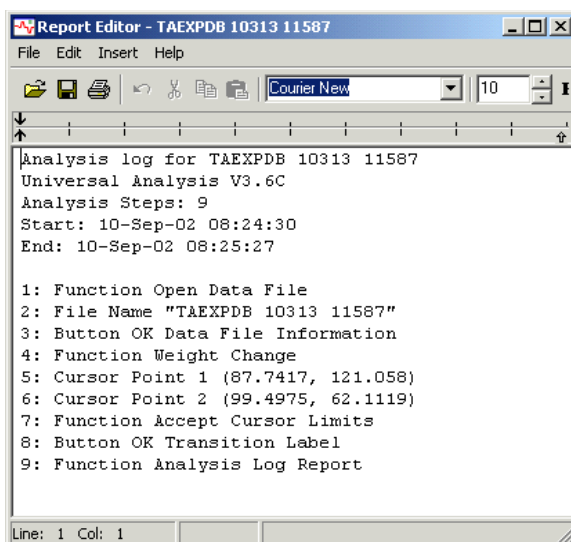 Report Editor - TAEXPDB 10313 11587
File Edit Insert Help
Courier New 10
Analysis log for TAEXPDB 10313 11587
Universal Analysis V3.6C
Analysis Steps: 9
Start: 10-Sep-02 08:24:30
End: 10-Sep-02 08:25:27
1: Function Open Data File
2: File Name "TAEXPDB 10313 11587"
3: Button OK Data File Information
4: Function Weight Change
5: Cursor Point 1 (87.7417, 121.058)
6: Cursor Point 2 (99.4975, 62.1119)
7: Function Accept Cursor Limits
8: Button OK Transition Label
9: Function Analysis Log Report
Line: 1 Col: 1